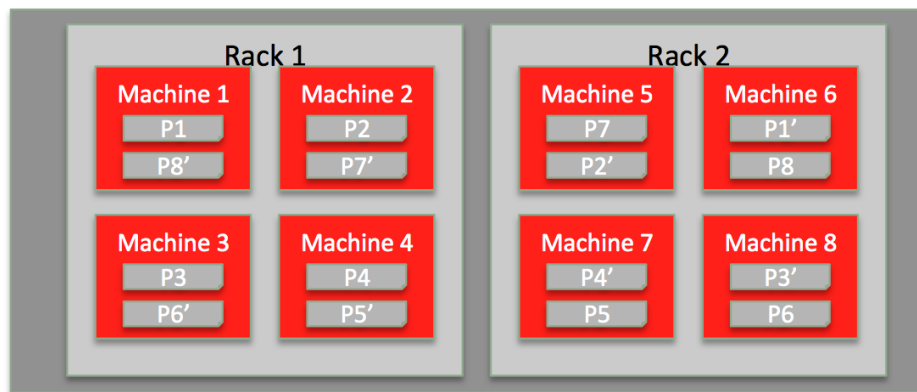 Rack 1
Machine 1
P1
P8’
Machine 2
P2
P7’
Machine 3
P3
P6’
Machine 4
P4
P5’
Rack 2
Machine 5
P7
P2’
Machine 6
P1’
P8
Machine 7
P4’
P5
Machine 8
P3’
P6